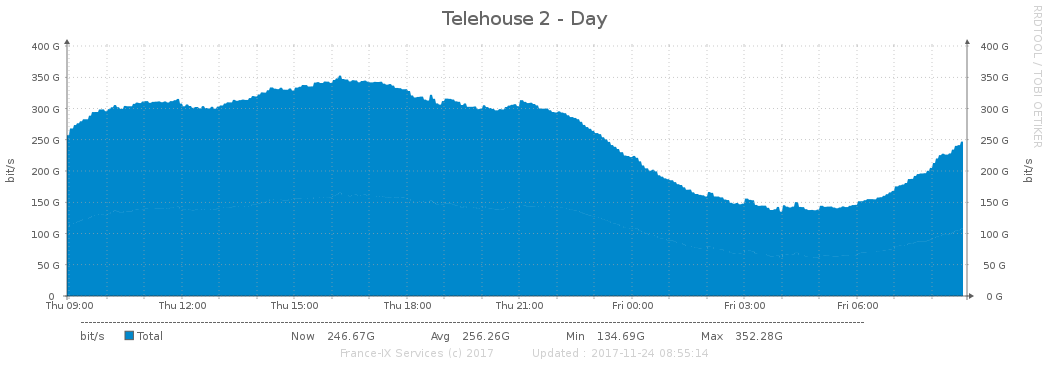 Telehouse 2 - Day
RRDTOOL / TOBI OETIKER
400 G 400 G
350 G 350 G
300 G 300 G
250 G 250 G
200 G 200 G
150 G 150 G
100 G 100 G
50 G 50 G
0 0 G
bit/s bit/s
Thu 09:00 Thu 12:00 Thu 15:00 Thu 18:00 Thu 21:00 Fri 00:00 Fri 03:00 Fri 06:00
bit/s Total Now 246.67G Avg 256.26G Min 134.69G Max 352.28G
France-IX Services (c) 2017 Updated : 2017-11-24 08:55:14